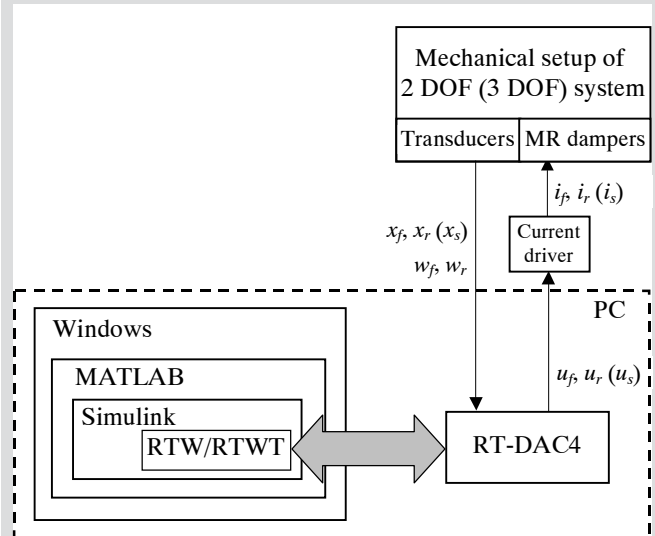 Mechanical setup of
2 DOF (3 DOF) system
Transducers
MR dampers
i_f, i_r (i_s)
x_f, x_r (x_s)
w_f, w_r
Current
driver
PC
Windows
u_f, u_r (u_s)
MATLAB
Simulink
RTW/RTWT
RT-DAC4